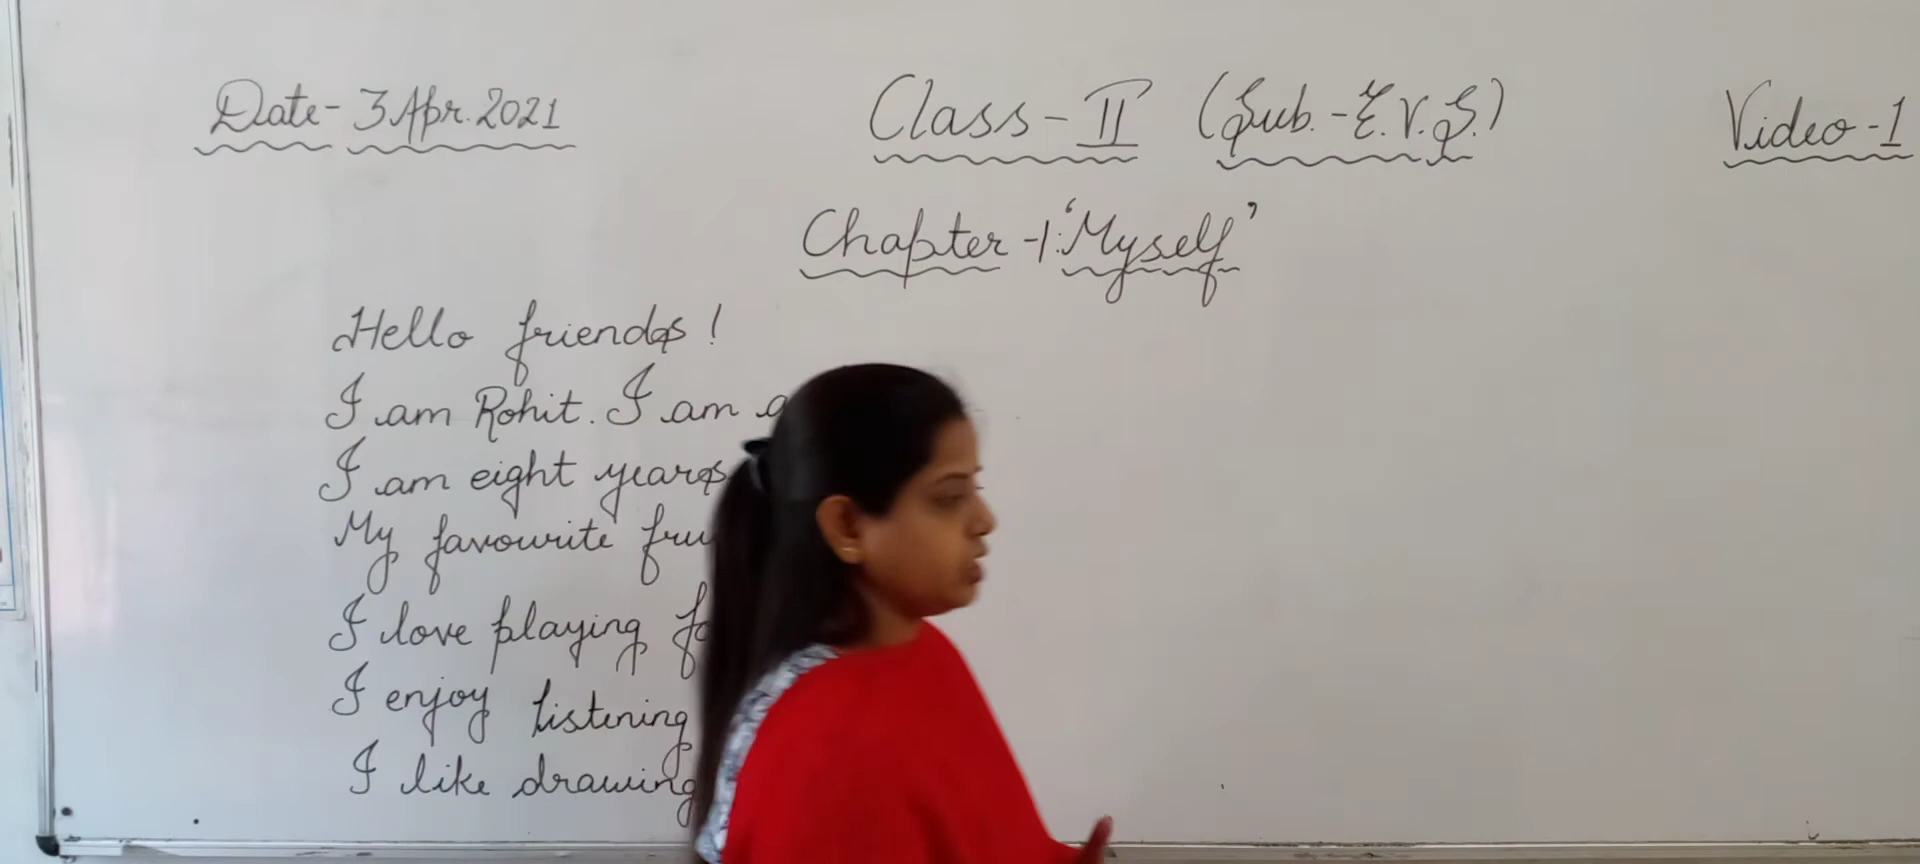 Date- 3 Apr. 2021
Class - II (Sub. - E.V.S.)
Video -1
Chapter -1: 'Myself'
Hello friends!
I am Rohit. I am a
I am eight years
My favourite
I love playing
I enjoy listening
I like drawing